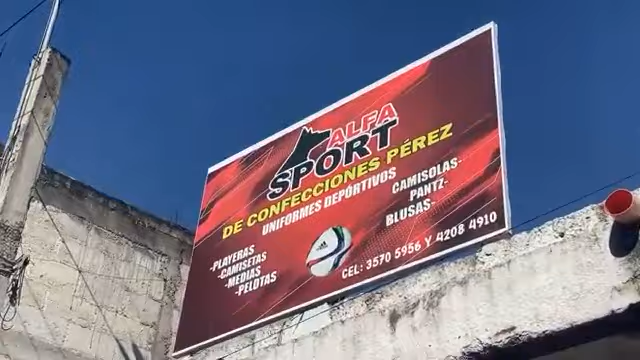 ALFA
SPORT
DE CONFECCIONES PÉREZ
UNIFORMES DEPORTIVOS
-PLAYERAS
-CAMISETAS
-MEDIAS
-PELOTAS
CAMISOLAS-
PANTZ-
BLUSAS-
CEL: 3570 5956 Y 4208 4910